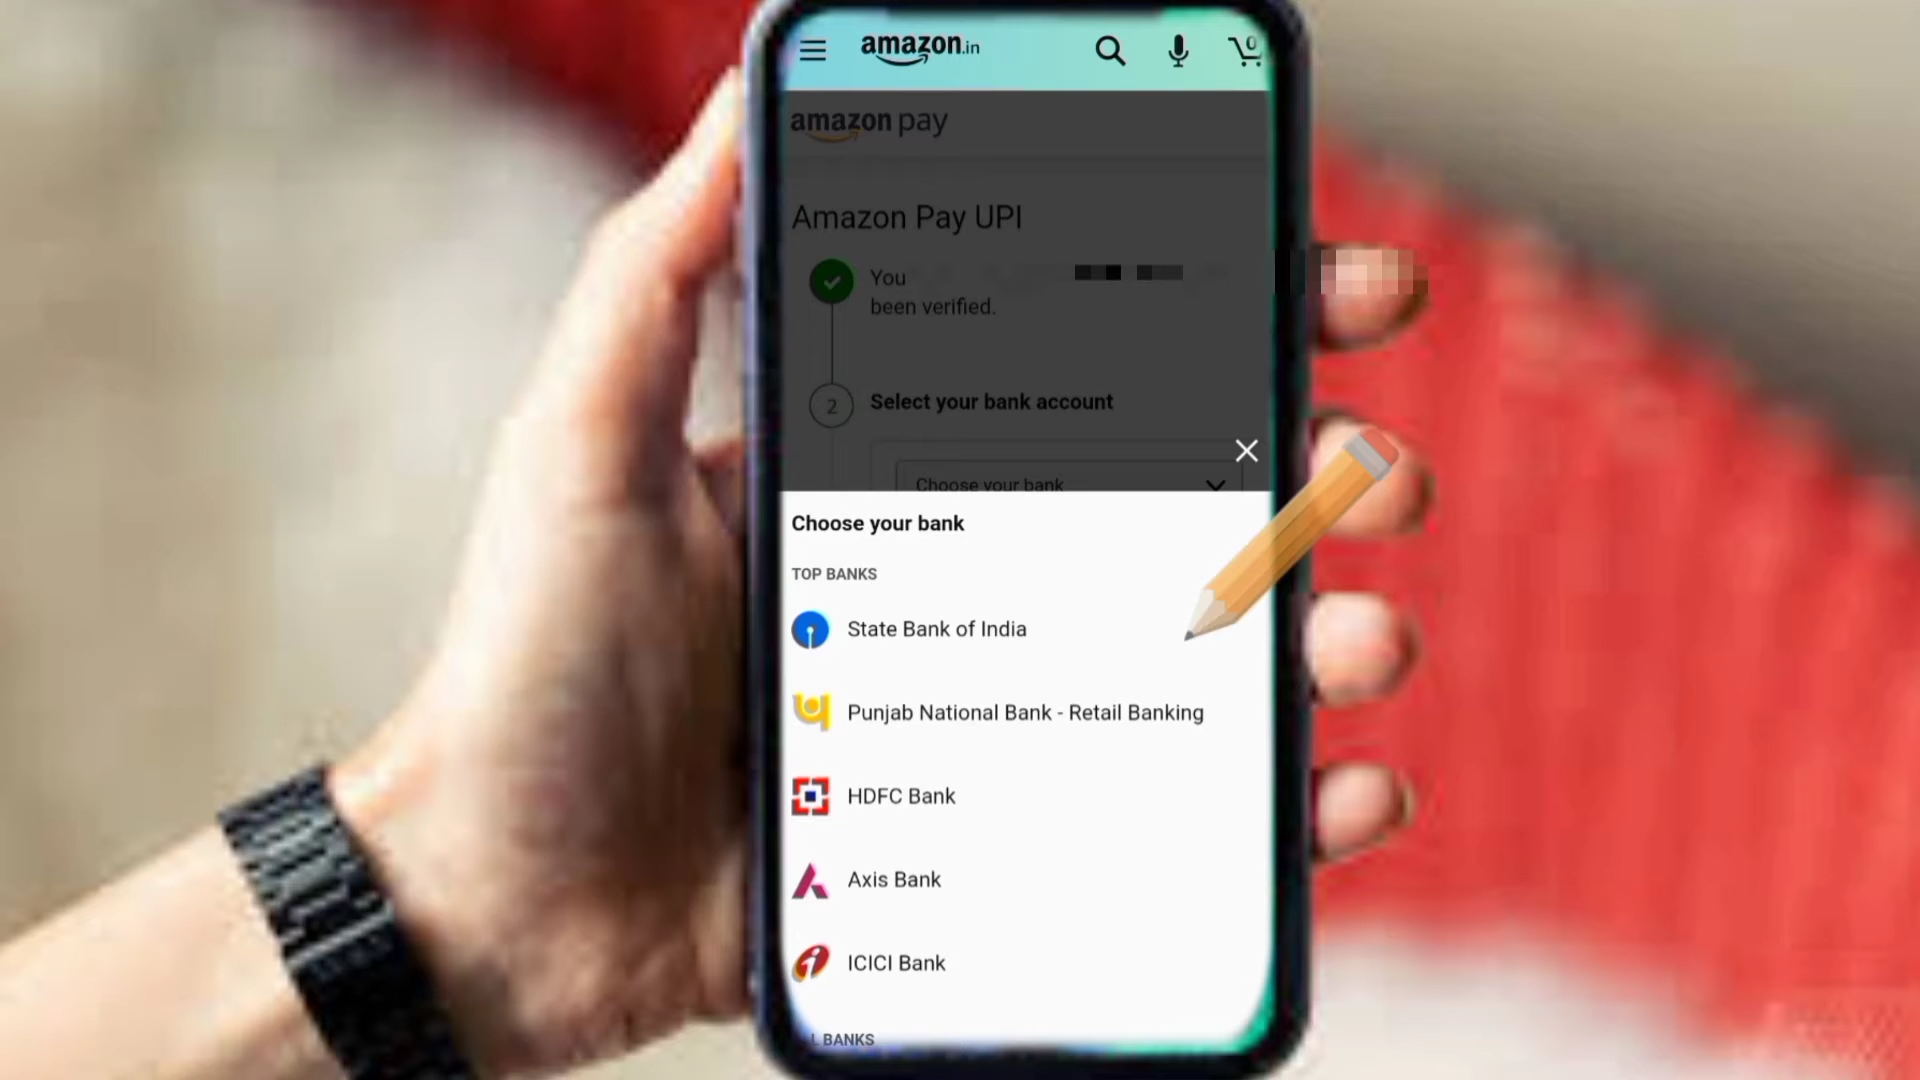 amazon.in
0
amazon pay
Amazon Pay UPI
You
been verified.
2
Select your bank account
Choose your bank
Choose your bank
TOP BANKS
State Bank of India
Punjab National Bank - Retail Banking
HDFC Bank
Axis Bank
ICICI Bank
L BANKS